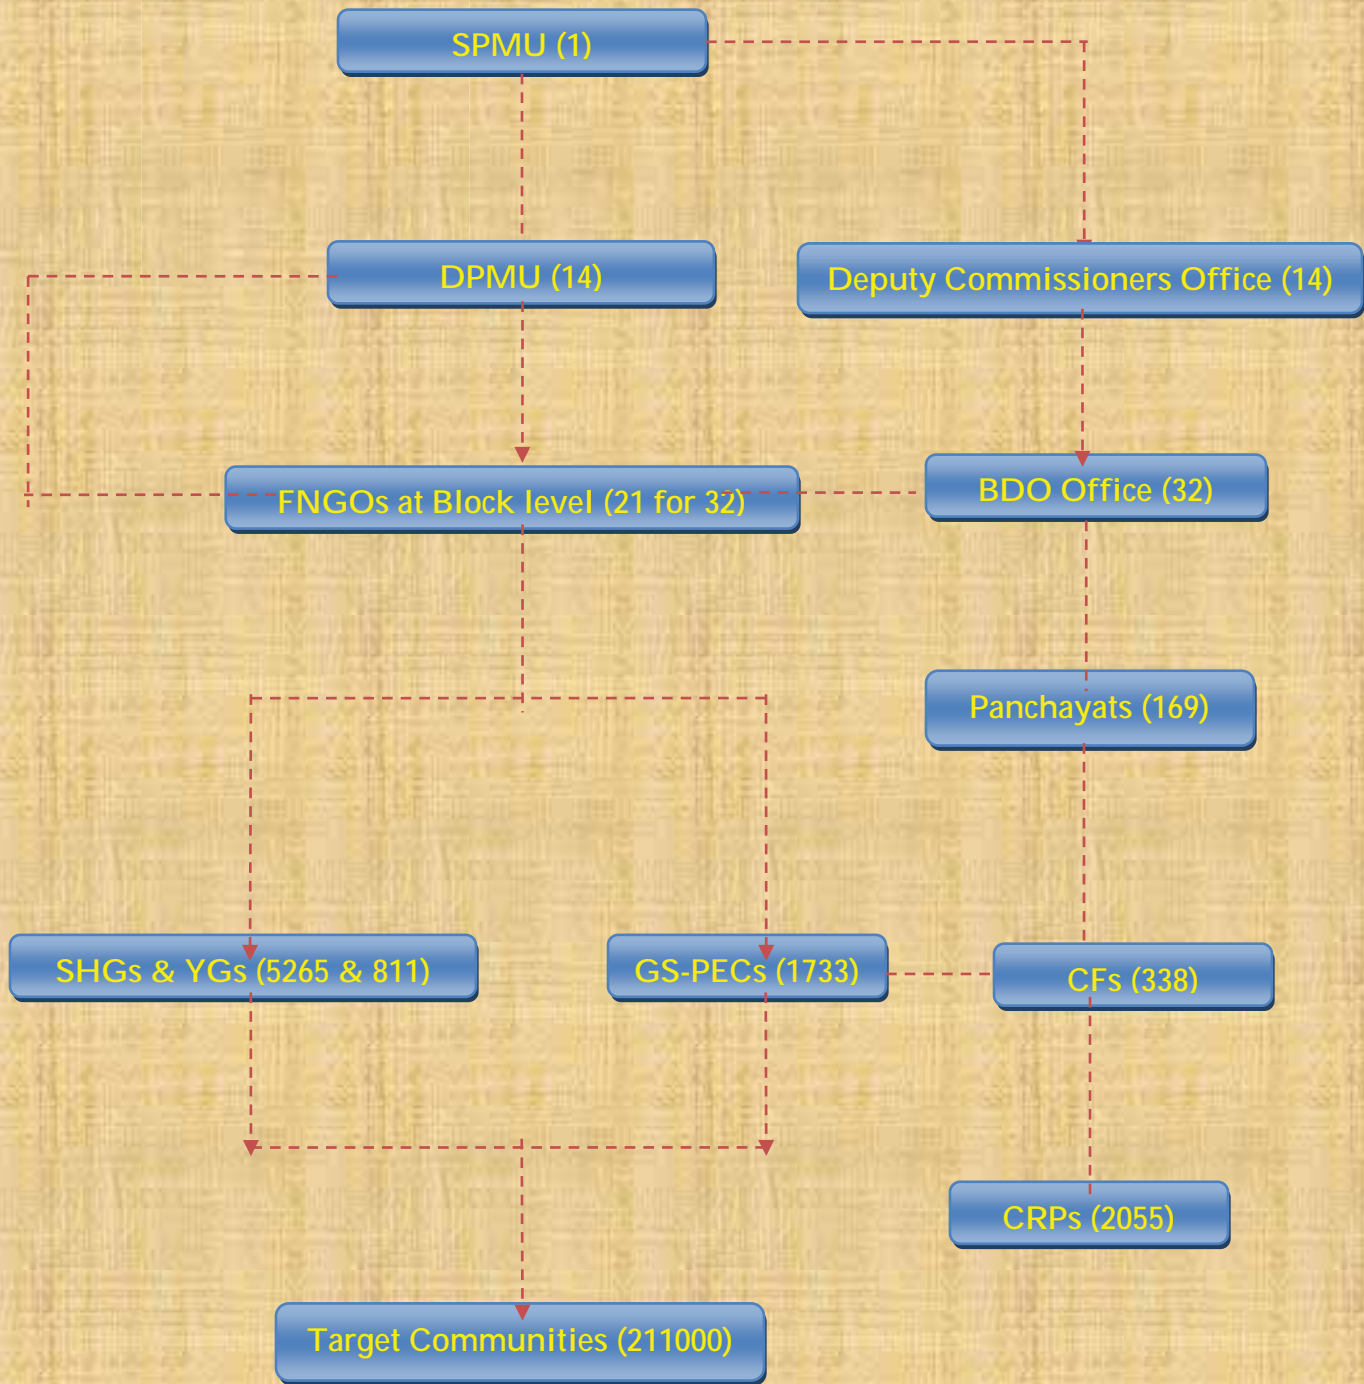 SPMU (1)
DPMU (14)
Deputy Commissioners Office (14)
FNGOs at Block level (21 for 32)
BDO Office (32)
Panchayats (169)
SHGs & YGs (5265 & 811)
GS-PECs (1733)
CFs (338)
CRPs (2055)
Target Communities (211000)